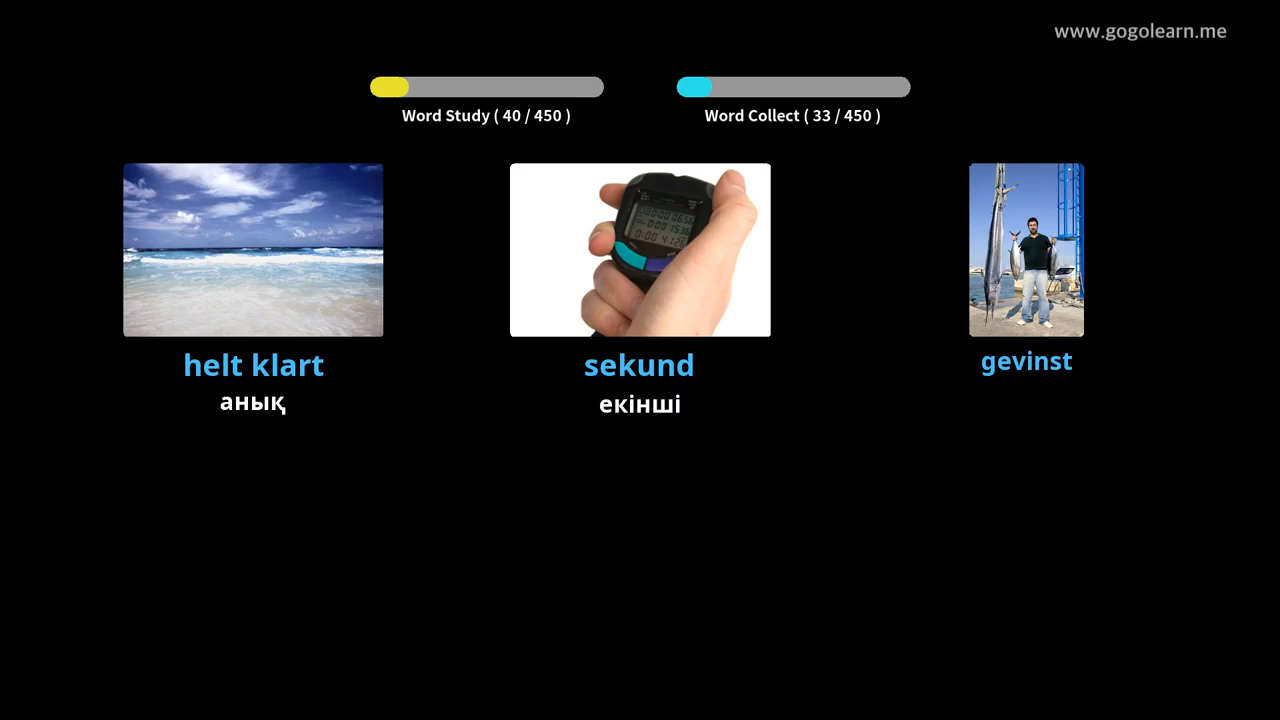 www.gogolearn.me
Word Study ( 40 / 450 )
Word Collect ( 33 / 450 )
helt klart
анық
sekund
екінші
gevinst